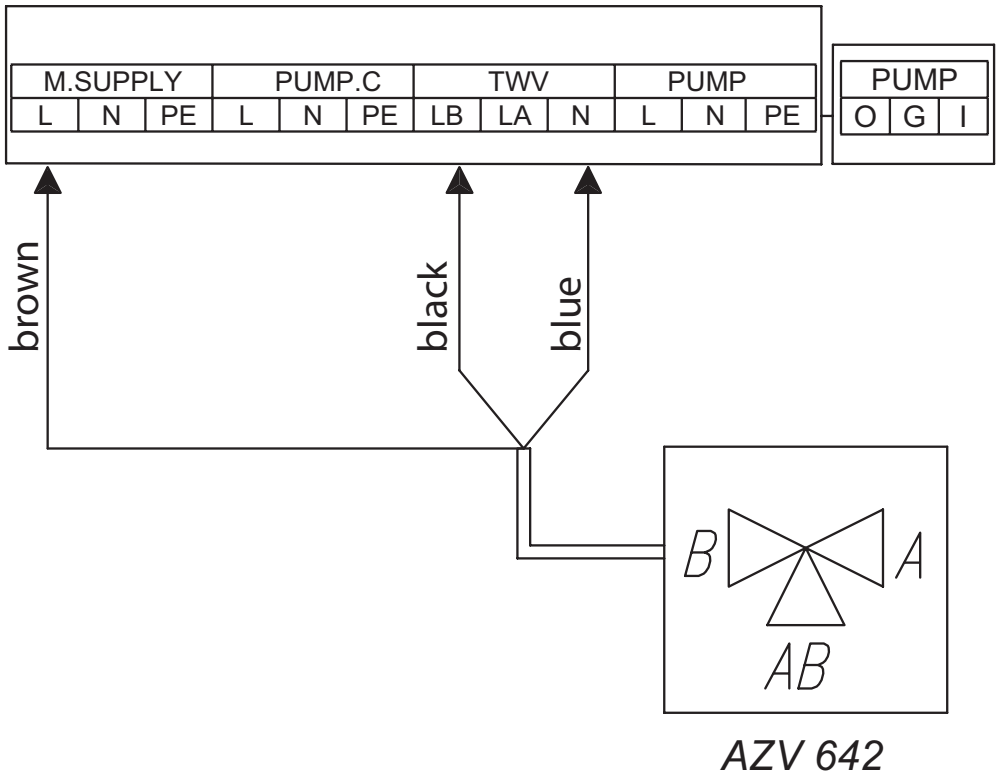 M.SUPPLY PUMP.C TWV PUMP
L N PE L N PE LB LA N L N PE
PUMP
O G I
brown
black
blue
B
A
AB
AZV 642